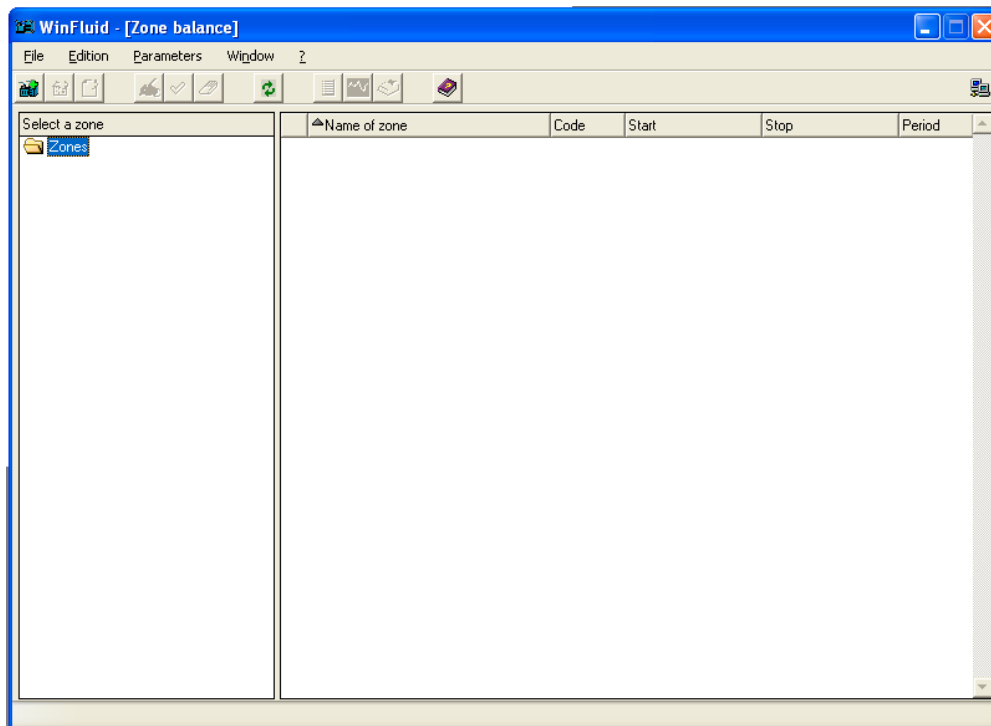 WinFluid - [Zone balance]
File Edition Parameters Window ?
Select a zone
Name of zone Code Start Stop Period
Zones